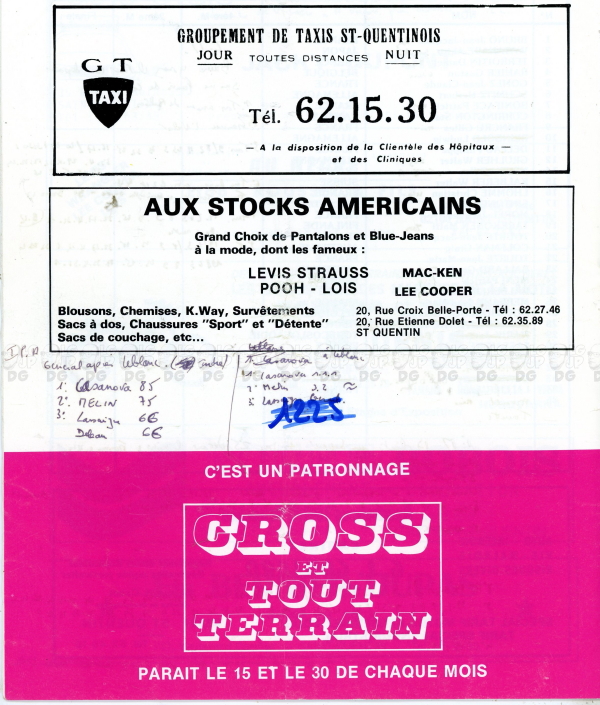 GROUPEMENT DE TAXIS ST-QUENTINOIS
JOUR TOUTES DISTANCES NUIT
GT
TAXI
Tél. 62.15.30
— A la disposition de la Clientèle des Hôpitaux —
et des Cliniques
AUX STOCKS AMERICAINS
Grand Choix de Pantalons et Blue-Jeans
à la mode, dont les fameux :
LEVIS STRAUSS MAC-KEN
POOH - LOIS LEE COOPER
Blousons, Chemises, K.Way, Survêtements
Sacs à dos, Chaussures "Sport" et "Détente"
Sacs de couchage, etc...
20, Rue Croix Belle-Porte - Tél : 62.27.46
20, Rue Etienne Dolet - Tél : 62.35.89
ST QUENTIN
1° Casanova 85
2° MELIN 75
3° Lassaigne 66
66
1225
C'EST UN PATRONNAGE
CROSS
ET
TOUT
TERRAIN
PARAIT LE 15 ET LE 30 DE CHAQUE MOIS